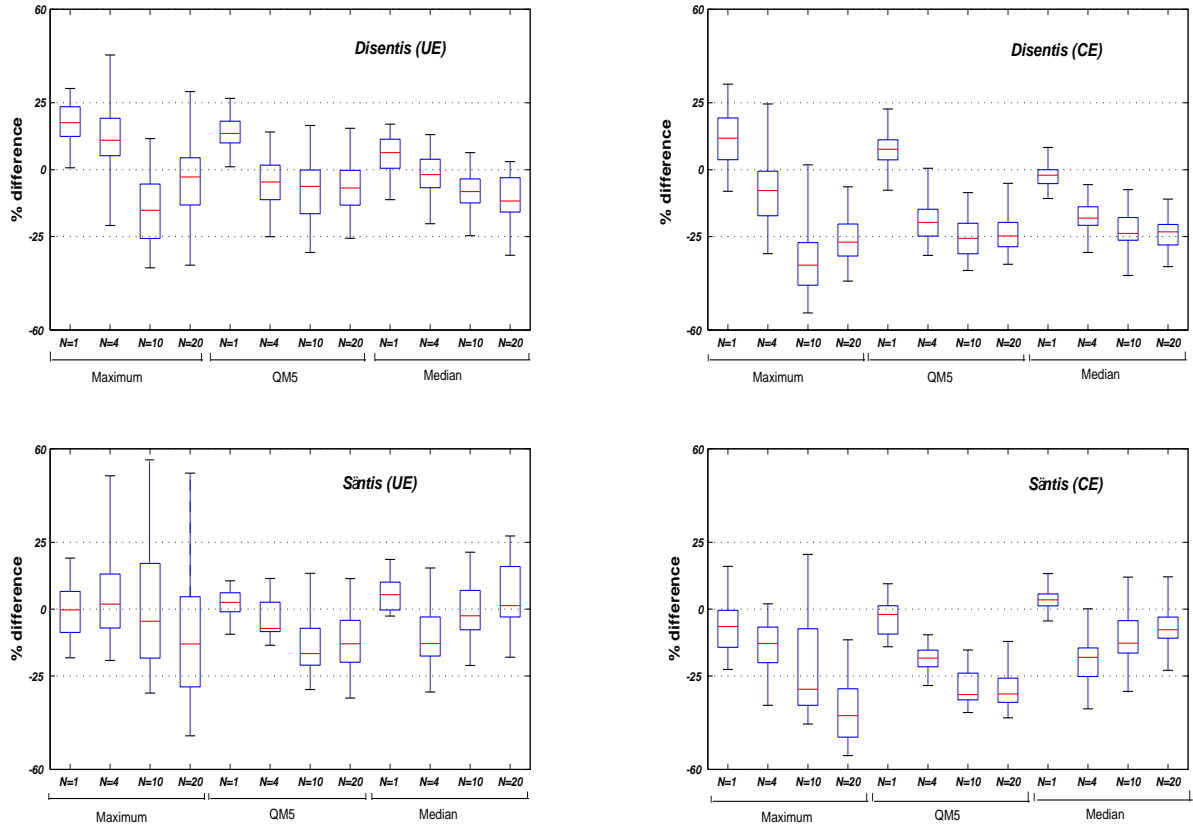 60
Disentis (UE)
25
0
-25
-60
% difference
N=1 N=4 N=10 N=20 N=1 N=4 N=10 N=20 N=1 N=4 N=10 N=20
Maximum QM5 Median
60
Disentis (CE)
25
0
-25
-60
% difference
N=1 N=4 N=10 N=20 N=1 N=4 N=10 N=20 N=1 N=4 N=10 N=20
Maximum QM5 Median
60
Säntis (UE)
25
0
-25
-60
% difference
N=1 N=4 N=10 N=20 N=1 N=4 N=10 N=20 N=1 N=4 N=10 N=20
Maximum QM5 Median
60
Säntis (CE)
25
0
-25
-60
% difference
N=1 N=4 N=10 N=20 N=1 N=4 N=10 N=20 N=1 N=4 N=10 N=20
Maximum QM5 Median